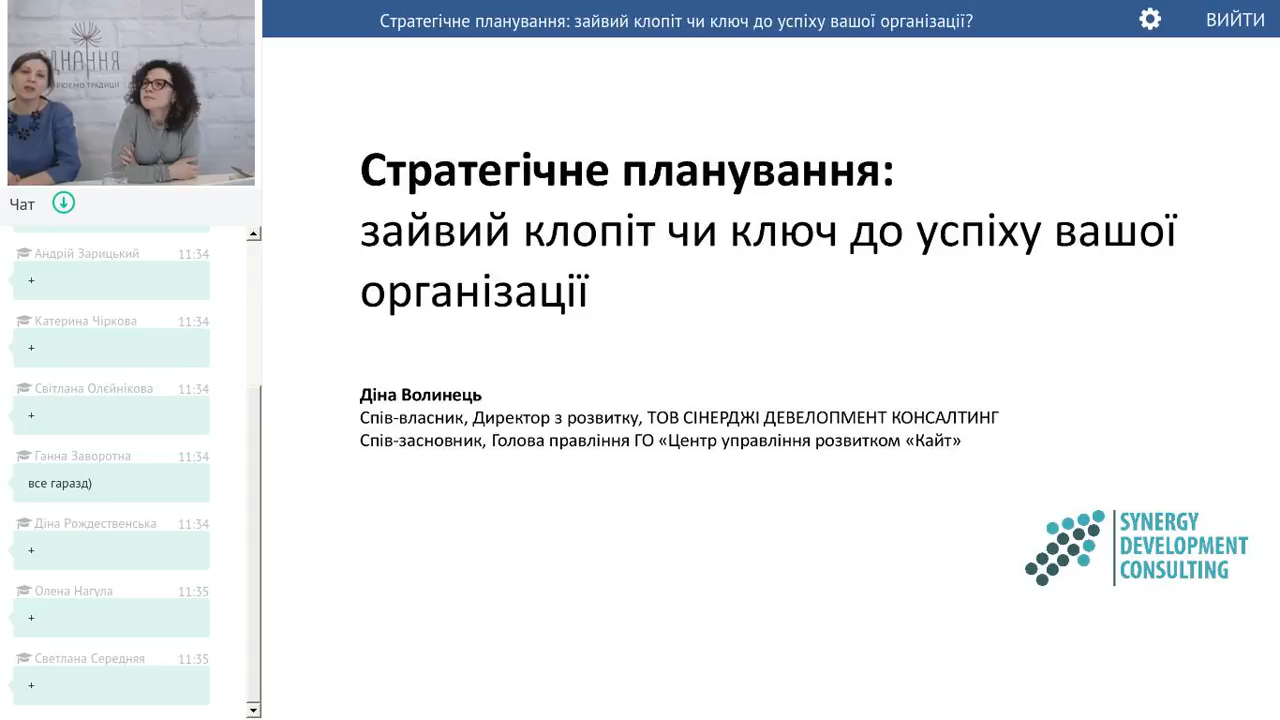 Стратегічне планування: зайвий клопіт чи ключ до успіху вашої організації?
ВИЙТИ
ЄДНАННЯ
Чат
Андрій Зарицький 11:34
+
Катерина Чіркова 11:34
+
Світлана Олєйнікова 11:34
+
Ганна Заворотна 11:34
все гаразд)
Діна Рождественська 11:34
+
Олена Нагула 11:35
+
Светлана Середняя 11:35
+
Стратегічне планування:
зайвий клопіт чи ключ до успіху вашої
організації
Діна Волинець
Спів-власник, Директор з розвитку, ТОВ СІНЕРДЖІ ДЕВЕЛОПМЕНТ КОНСАЛТИНГ
Спів-засновник, Голова правління ГО «Центр управління розвитком «Кайт»
SYNERGY
DEVELOPMENT
CONSULTING